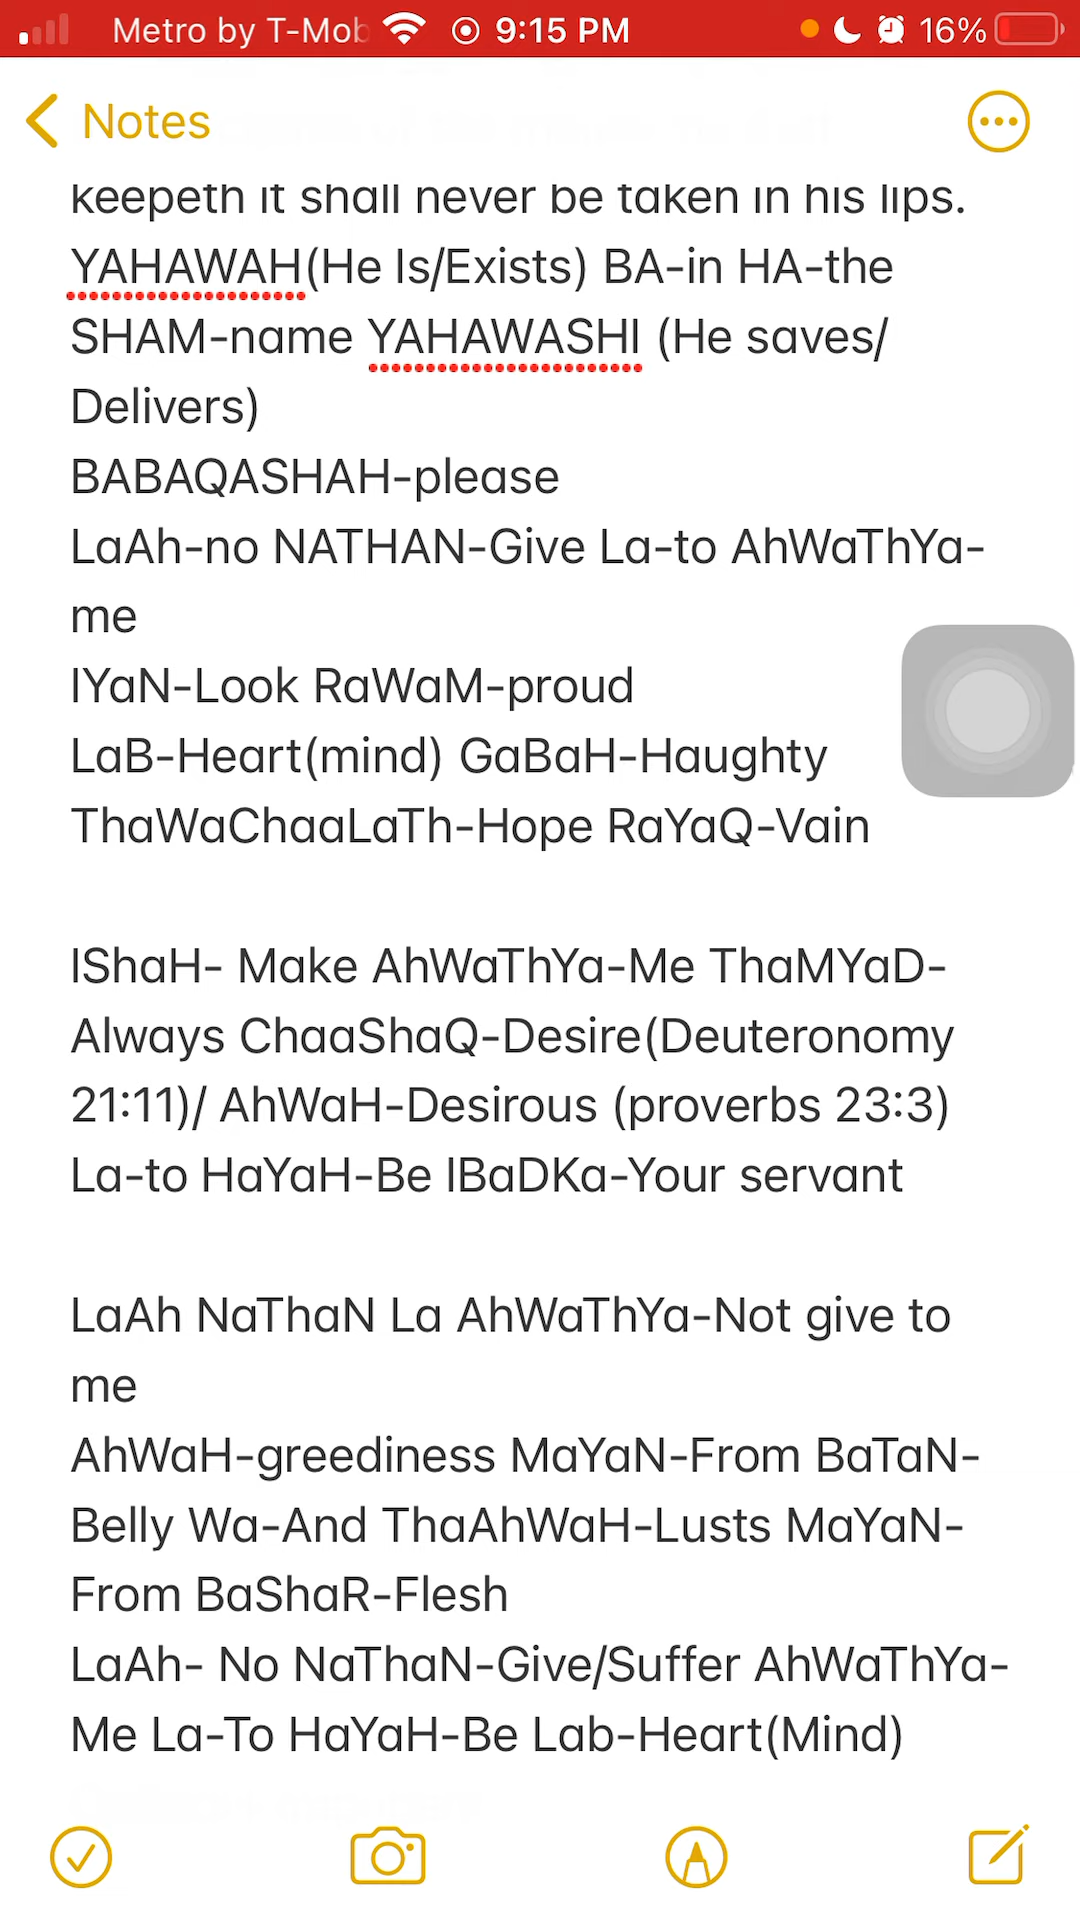 Metro by T-Mob 9:15 PM 16%
Notes
keepeth it shall never be taken in his lips.
YAHAWAH(He Is/Exists) BA-in HA-the
SHAM-name YAHAWASHI (He saves/
Delivers)
BABAQASHAH-please
LaAh-no NATHAN-Give La-to AhWaThYa-
me
IYaN-Look RaWaM-proud
LaB-Heart(mind) GaBaH-Haughty
ThaWaChaaLaTh-Hope RaYaQ-Vain
IShaH- Make AhWaThYa-Me ThaMYaD-
Always ChaaShaQ-Desire(Deuteronomy
21:11)/ AhWaH-Desirous (proverbs 23:3)
La-to HaYaH-Be IBaDKa-Your servant
LaAh NaThaN La AhWaThYa-Not give to
me
AhWaH-greediness MaYaN-From BaTaN-
Belly Wa-And ThaAhWaH-Lusts MaYaN-
From BaShaR-Flesh
LaAh- No NaThaN-Give/Suffer AhWaThYa-
Me La-To HaYaH-Be Lab-Heart(Mind)